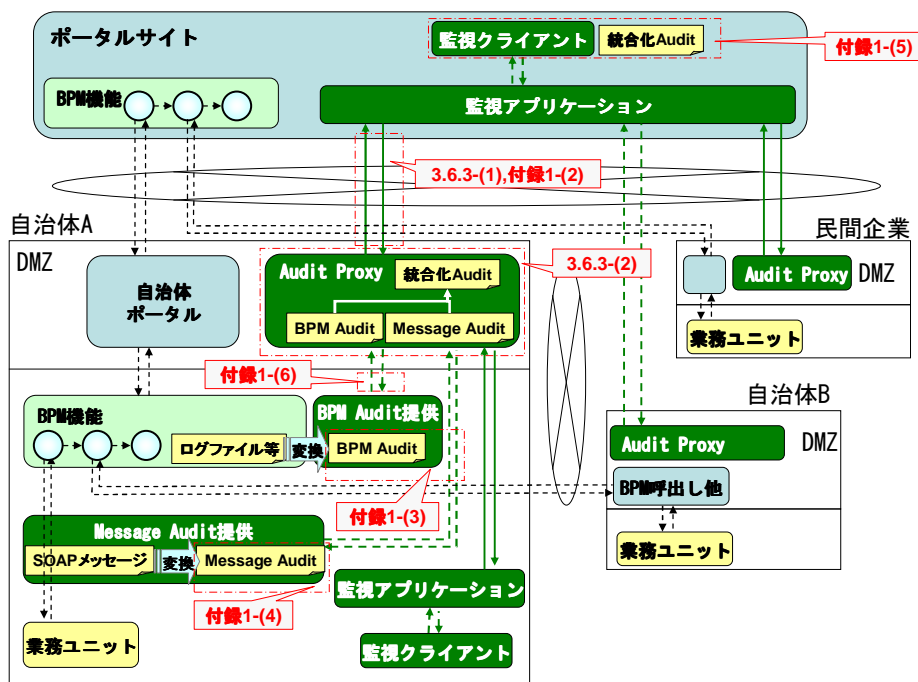 ポータルサイト
監視クライアント
統合化Audit
付録1-(5)
BPM機能
監視アプリケーション
3.6.3-(1),付録1-(2)
自治体A
民間企業
DMZ
自治体
ポータル
Audit Proxy
統合化Audit
3.6.3-(2)
BPM Audit
Message Audit
Audit Proxy
DMZ
業務ユニット
付録1-(6)
自治体B
BPM機能
BPM Audit提供
ログファイル等
変換
BPM Audit
Audit Proxy
DMZ
BPM呼出し他
付録1-(3)
Message Audit提供
SOAPメッセージ
変換
Message Audit
業務ユニット
監視アプリケーション
付録1-(4)
業務ユニット
監視クライアント